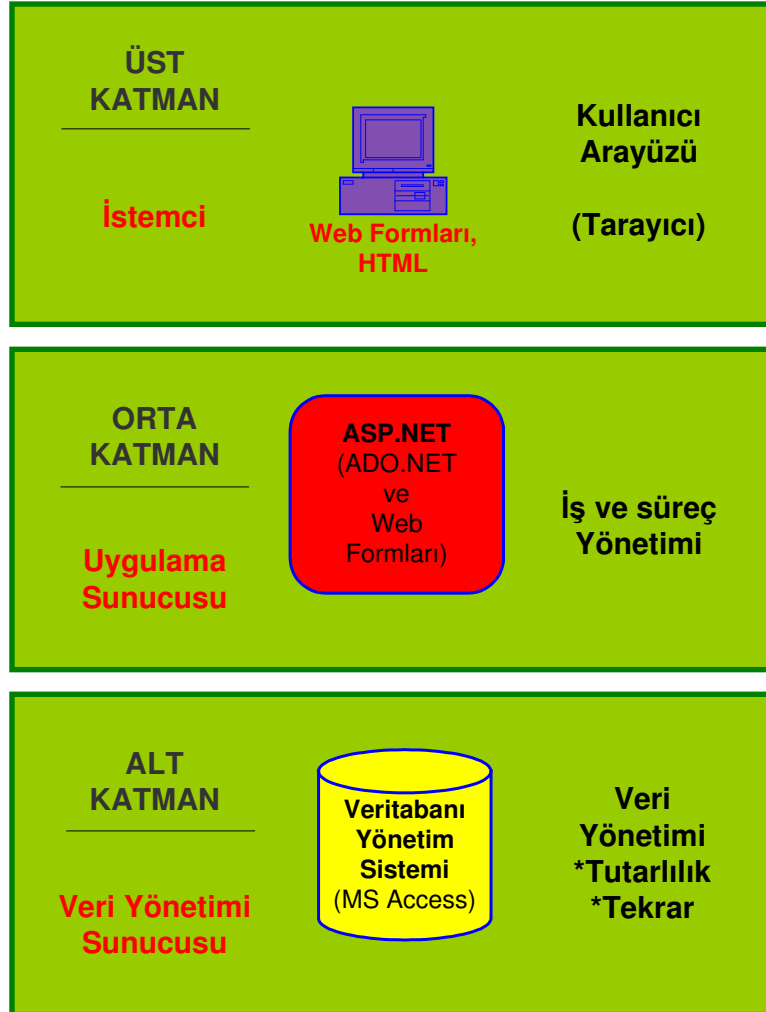 ÜST
KATMAN
İstemci
Web Formları,
HTML
Kullanıcı
Arayüzü
(Tarayıcı)
ORTA
KATMAN
Uygulama
Sunucusu
ASP.NET
(ADO.NET
ve
Web
Formları)
İş ve süreç
Yönetimi
ALT
KATMAN
Veri Yönetimi
Sunucusu
Veritabanı
Yönetim
Sistemi
(MS Access)
Veri
Yönetimi
*Tutarlılık
*Tekrar